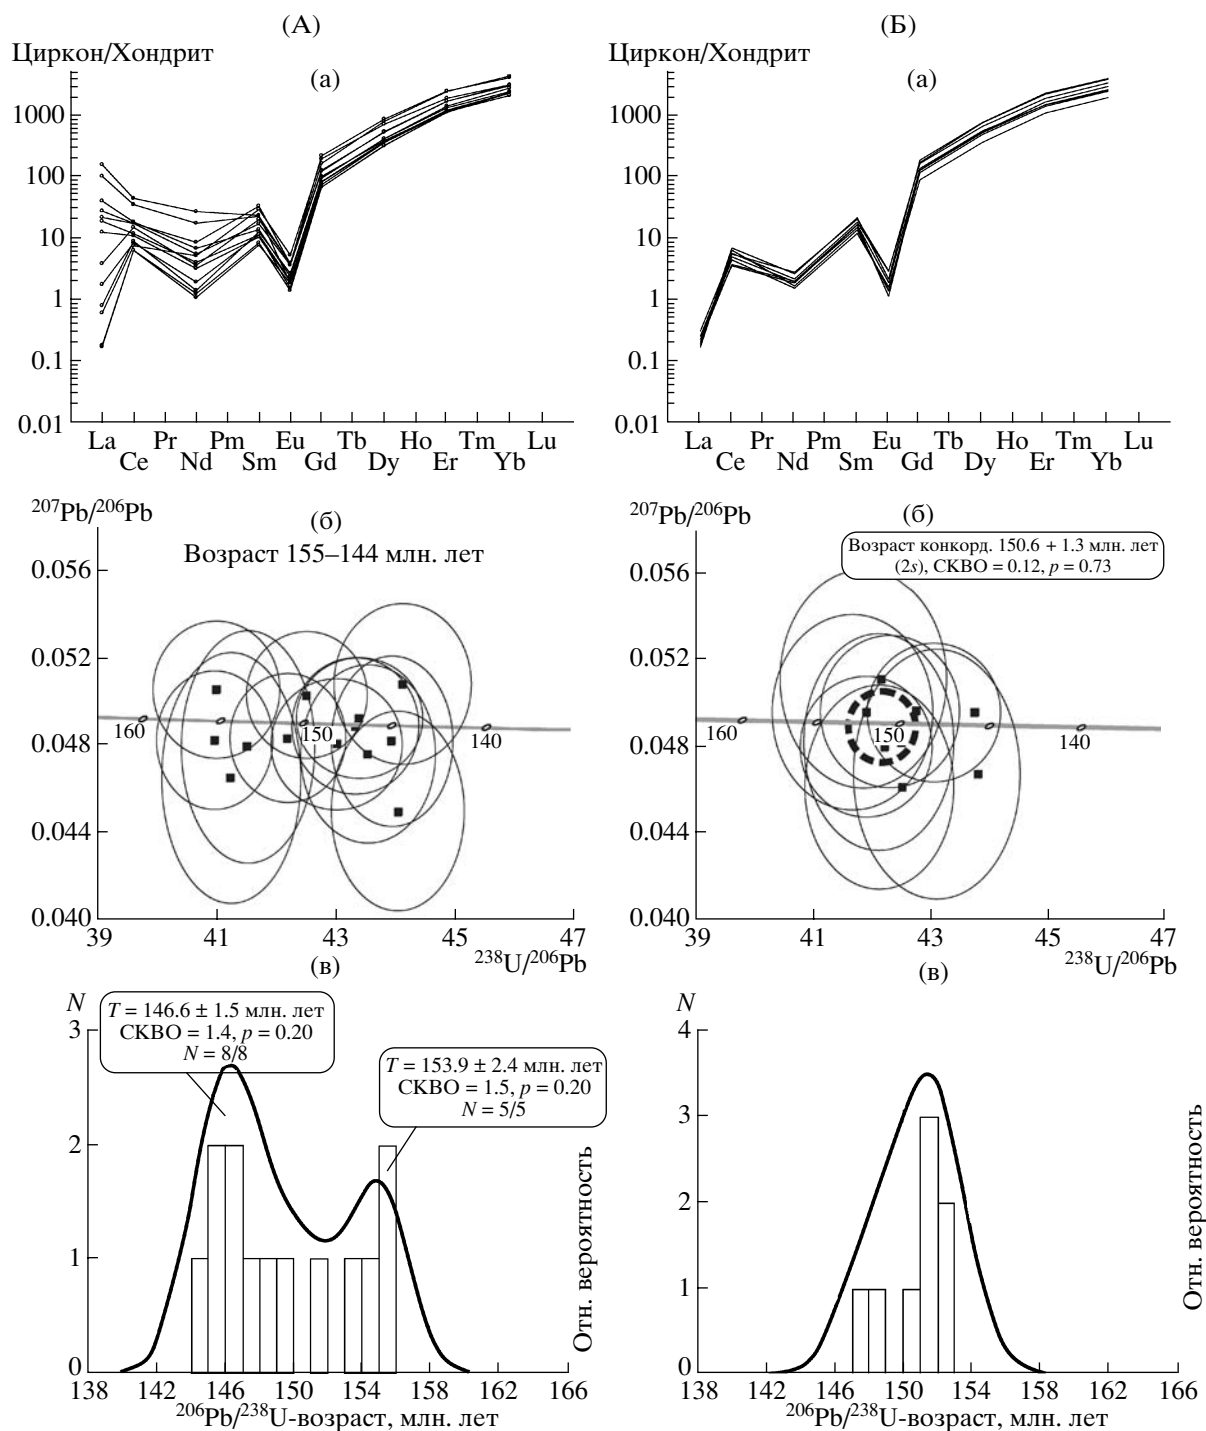 (А)
Циркон/Хондрит
(а)
1000
100
10
1
0.1
0.01
La
Ce
Pr
Nd
Pm
Sm
Eu
Gd
Tb
Dy
Ho
Er
Tm
Yb
Lu
(Б)
Циркон/Хондрит
(а)
1000
100
10
1
0.1
0.01
La
Ce
Pr
Nd
Pm
Sm
Eu
Gd
Tb
Dy
Ho
Er
Tm
Yb
Lu
²⁰⁷Pb/²⁰⁶Pb
(б)
Возраст 155–144 млн. лет
0.056
0.052
0.048
0.044
0.040
160
150
140
39 41 43 45 47
²³⁸U/²⁰⁶Pb
²⁰⁷Pb/²⁰⁶Pb
(б)
Возраст конкорд. 150.6 + 1.3 млн. лет
(2s), СКВО = 0.12, p = 0.73
0.056
0.052
0.048
0.044
0.040
160
150
140
39 41 43 45 47
²³⁸U/²⁰⁶Pb
(в)
N
T = 146.6 ± 1.5 млн. лет
СКВО = 1.4, p = 0.20
N = 8/8
T = 153.9 ± 2.4 млн. лет
СКВО = 1.5, p = 0.20
N = 5/5
3
2
1
0
Отн. вероятность
138 142 146 150 154 158 162 166
²⁰⁶Pb/²³⁸U-возраст, млн. лет
(в)
N
4
3
2
1
0
Отн. вероятность
138 142 146 150 154 158 162 166
²⁰⁶Pb/²³⁸U-возраст, млн. лет